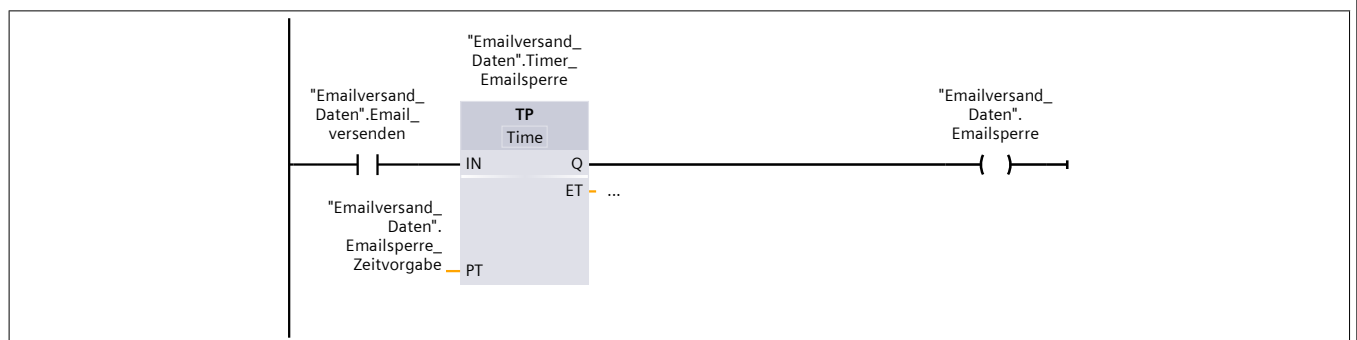 "Emailversand_
Daten".Timer_
Emailsperre
"Emailversand_
Daten".Email_
versenden
TP
Time
IN
Q
ET
...
"Emailversand_
Daten".
Emailsperre_
Zeitvorgabe
PT
"Emailversand_
Daten".
Emailsperre